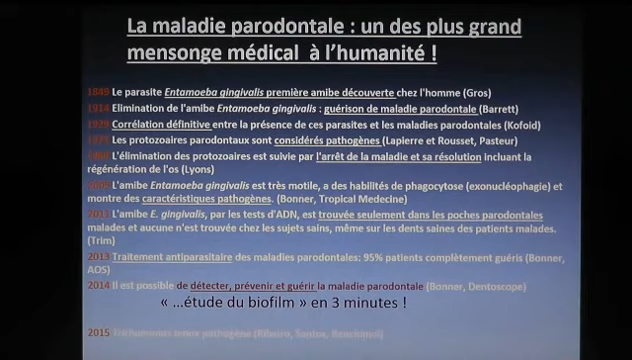 La maladie parodontale : un des plus grand
mensonge médical à l'humanité !
1849 Le parasite Entamoeba gingivalis première amibe découverte chez l'homme (Gros)
1914 Elimination de l'amibe Entamoeba gingivalis : guérison de maladie parodontale (Barrett)
1929 Corrélation définitive entre la présence de ces parasites et les maladies parodontales (Kofoid)
Les protozoaires parodontaux sont considérés pathogènes (Lapierre et Rousset, Pasteur)
L'élimination des protozoaires est suivie par l'arrêt de la maladie et sa résolution incluant la
régénération de l'os (Lyons)
L'amibe Entamoeba gingivalis est très motile, a des habilités de phagocytose (exonucléophagie) et
montre des caractéristiques pathogènes. (Bonner, Tropical Medecine)
2011 L'amibe E. gingivalis, par les tests d'ADN, est trouvée seulement dans les poches parodontales
malades et aucune n'est trouvée chez les sujets sains, même sur les dents saines des patients malades.
(Trim)
2013 Traitement antiparasitaire des maladies parodontales: 95% patients complètement guéris (Bonner,
AOS)
2014 Il est possible de détecter, prévenir et guérir la maladie parodontale (Bonner, Dentoscope)
« ...étude du biofilm » en 3 minutes !
2015 Trichomonas tenax pathogène (Ribeiro, Santos, Benchimol)